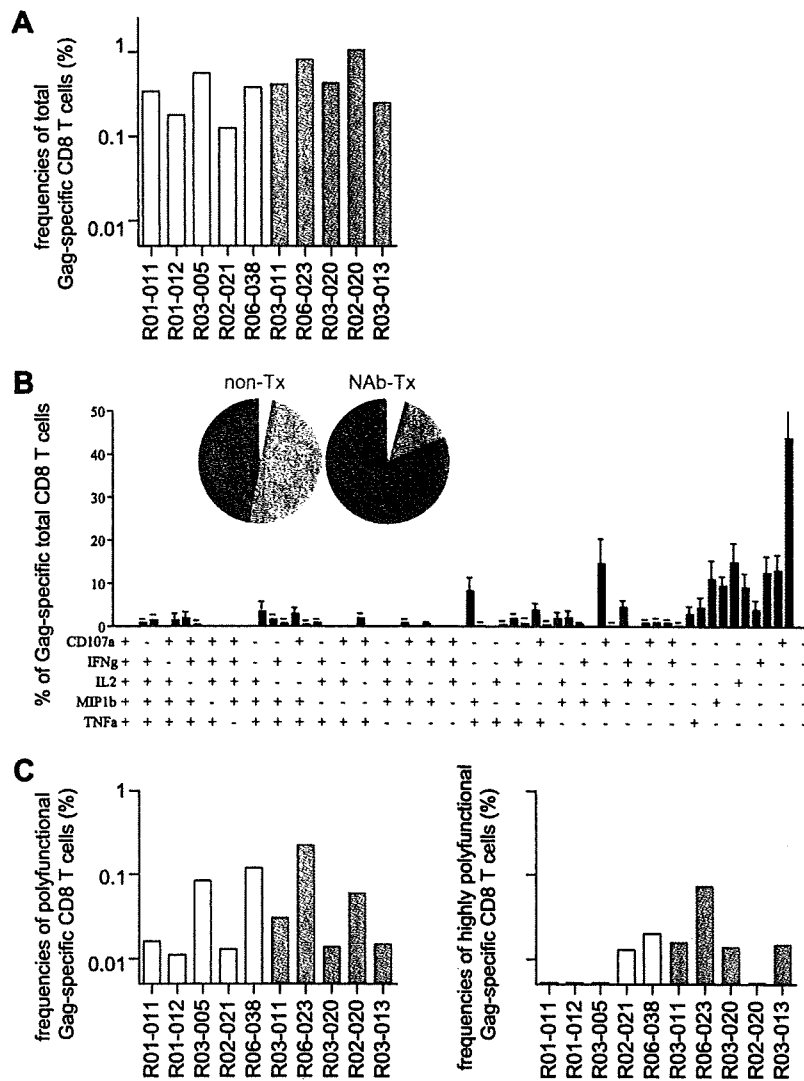 A
frequencies of total
Gag-specific CD8 T cells (%)
1
0.1
0.01
R01-011
R01-012
R03-005
R02-021
R06-038
R03-011
R06-023
R03-020
R02-020
R03-013
B
% of Gag-specific total CD8 T cells
non-Tx
NAb-Tx
50
40
30
20
10
0
CD107a
IFNg
IL2
MIP1b
TNFa
C
frequencies of polyfunctional
Gag-specific CD8 T cells (%)
1
0.1
0.01
R01-011
R01-012
R03-005
R02-021
R06-038
R03-011
R06-023
R03-020
R02-020
R03-013
frequencies of highly polyfunctional
Gag-specific CD8 T cells (%)
R01-011
R01-012
R03-005
R02-021
R06-038
R03-011
R06-023
R03-020
R02-020
R03-013